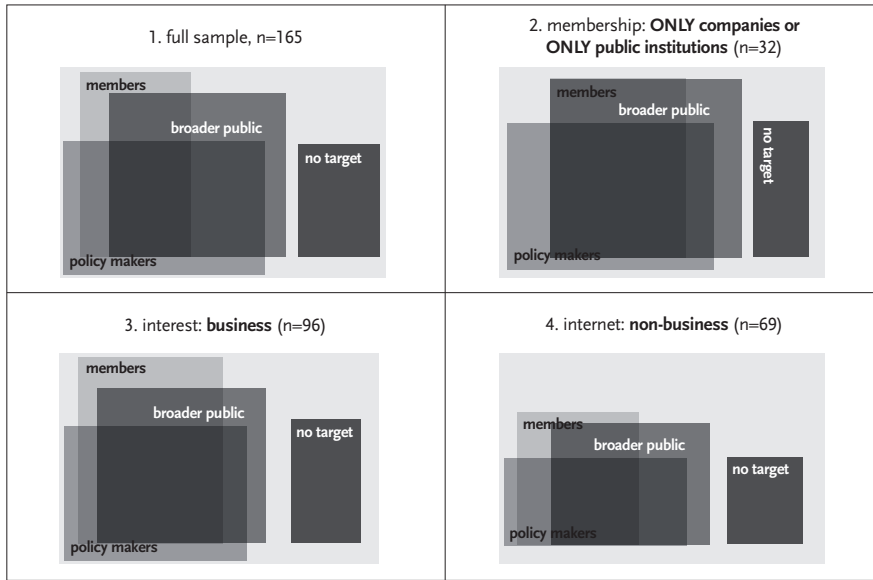 1. full sample, n=165
members
broader public
no target
policy makers
2. membership: ONLY companies or
ONLY public institutions (n=32)
members
broader public
no target
policy makers
3. interest: business (n=96)
members
broader public
no target
policy makers
4. internet: non-business (n=69)
members
broader public
no target
policy makers